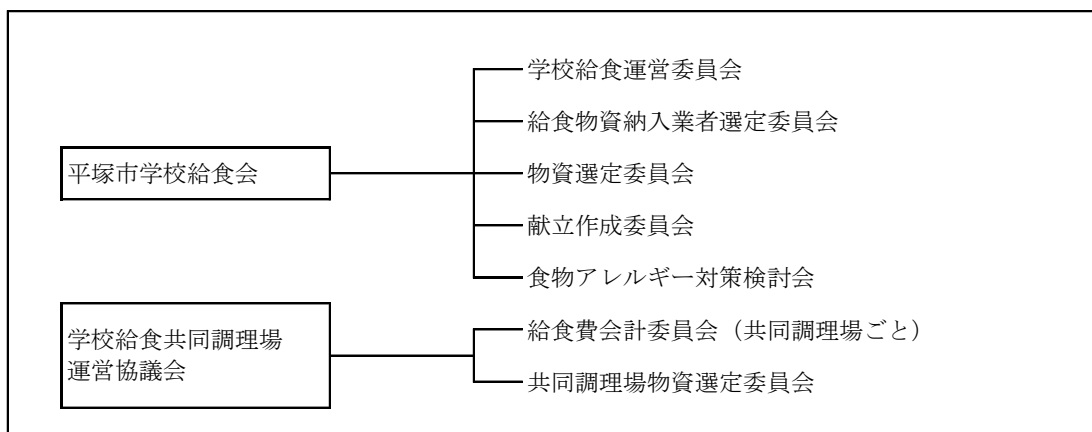 学校給食運営委員会
給食物資納入業者選定委員会
平塚市学校給食会
物資選定委員会
献立作成委員会
食物アレルギー対策検討会
学校給食共同調理場
運営協議会
給食費会計委員会（共同調理場ごと）
共同調理場物資選定委員会